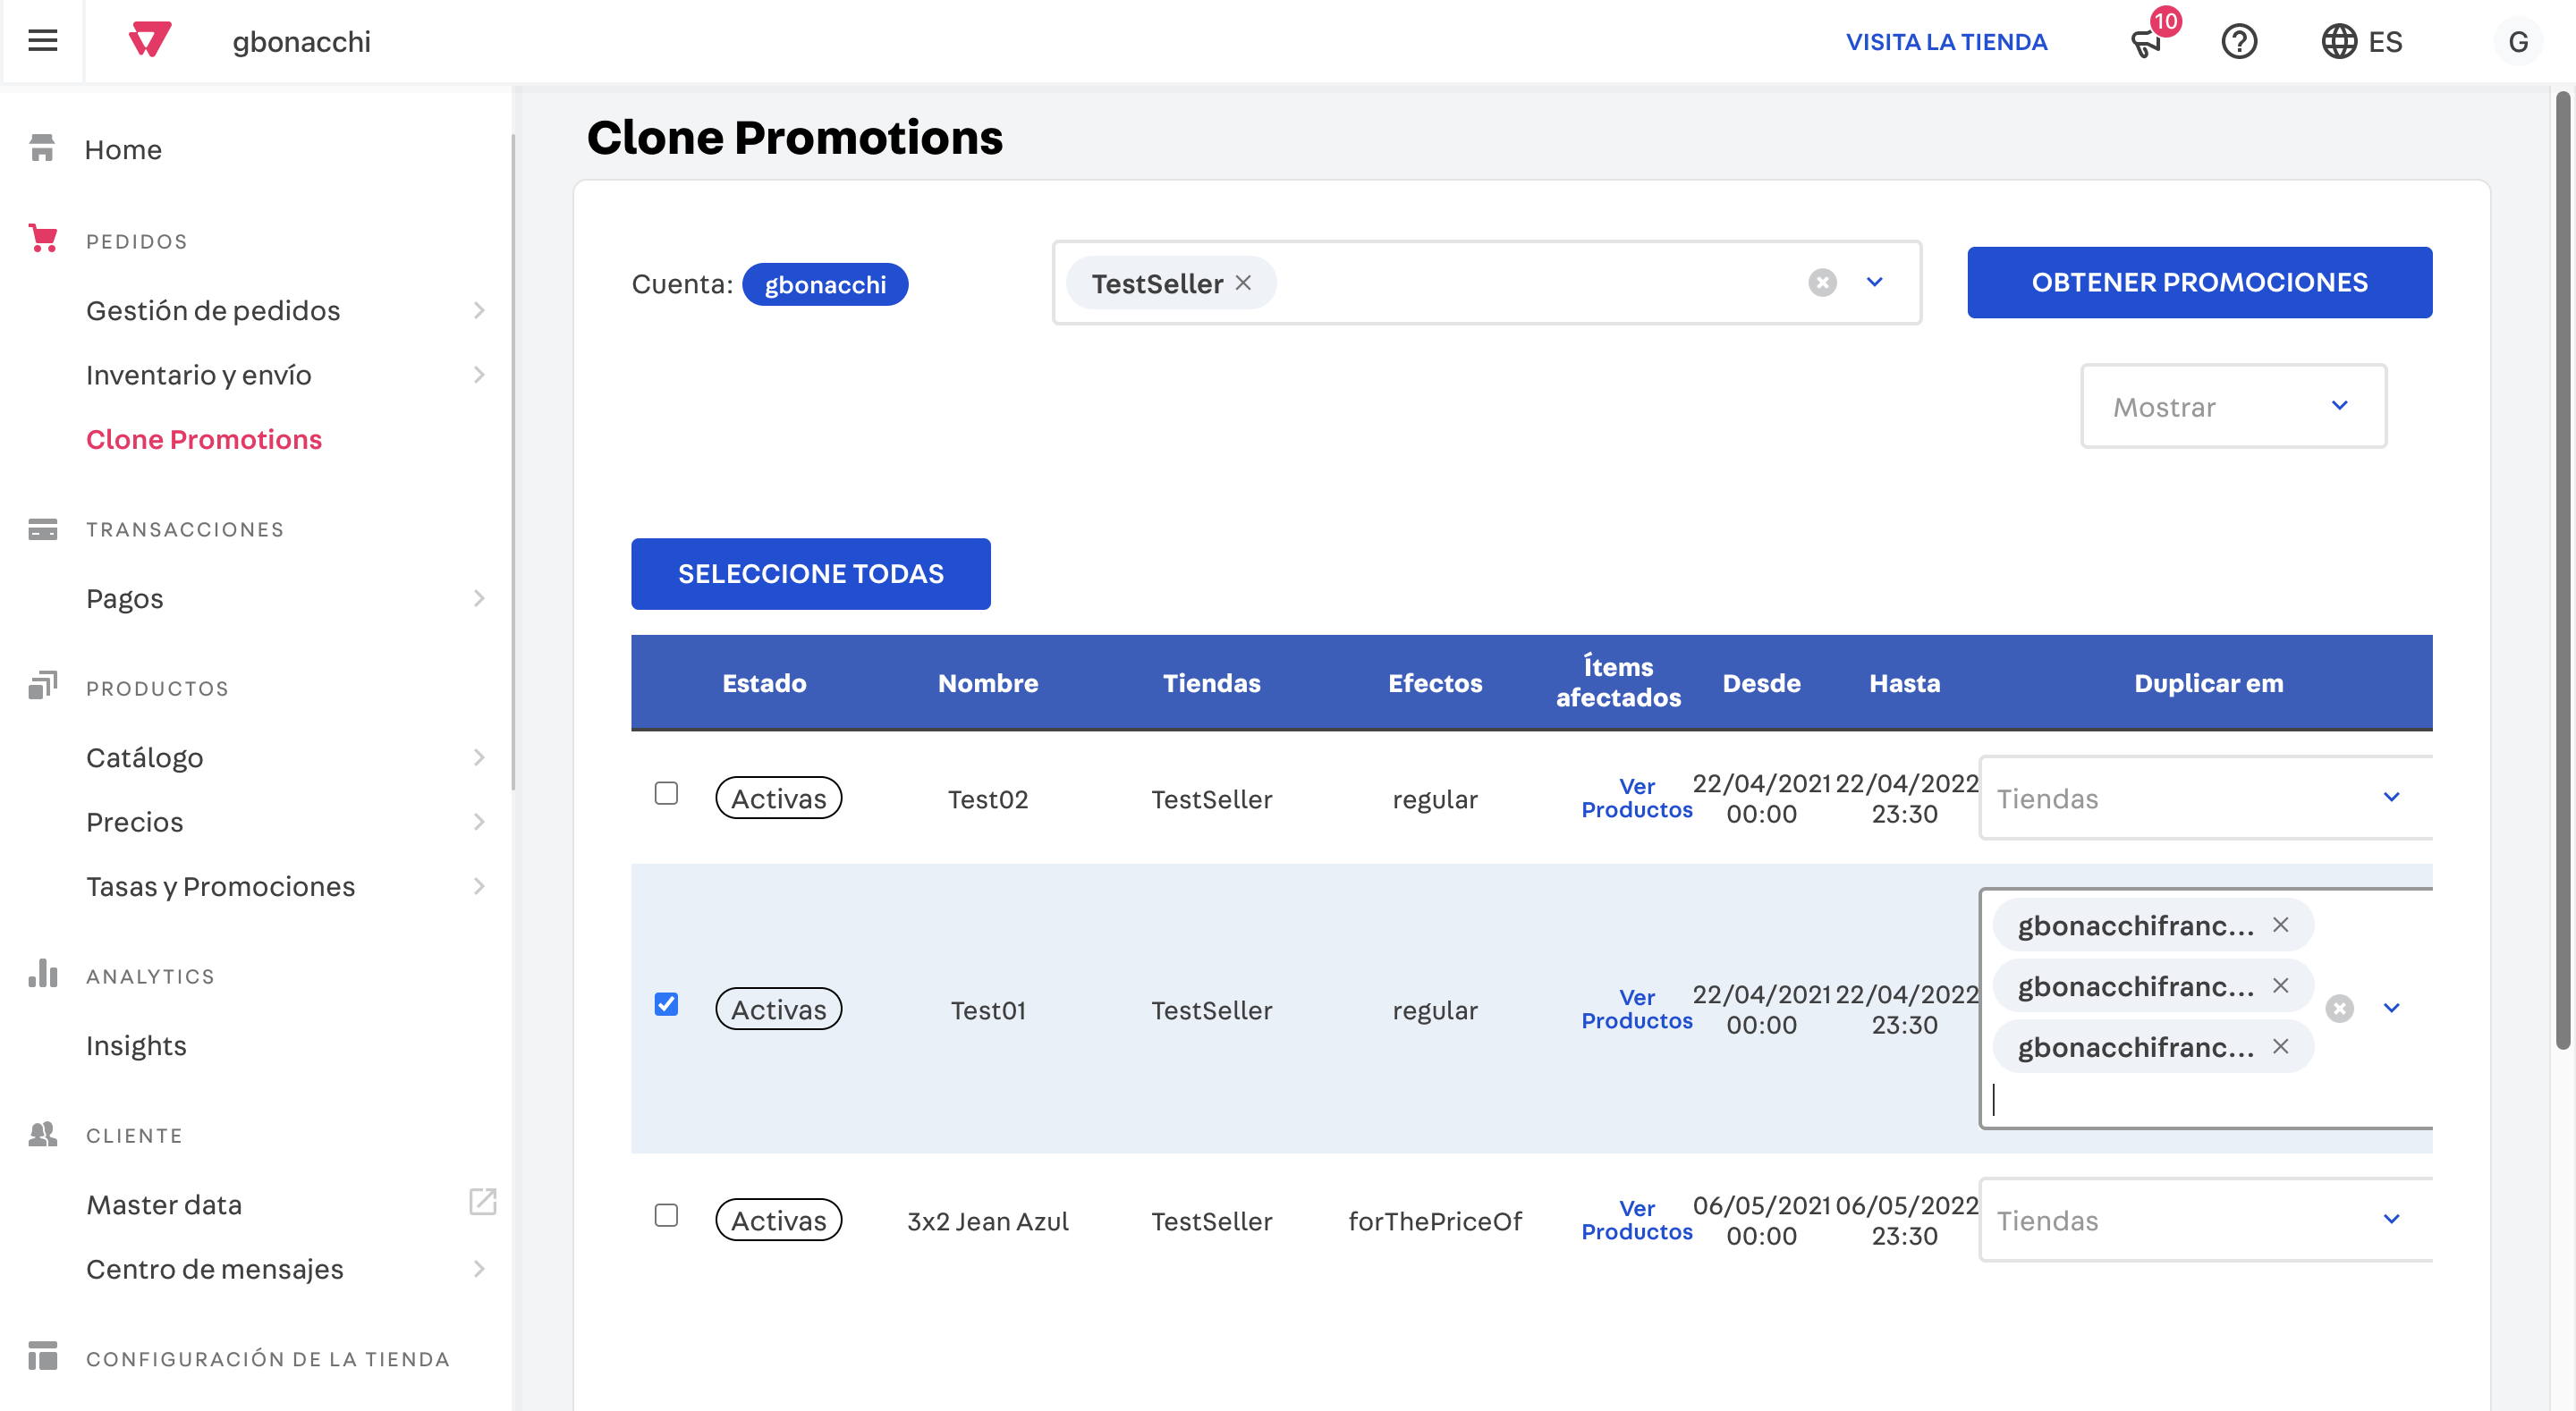 gbonacchi
VISITA LA TIENDA
10
ES
G
Home
PEDIDOS
Gestión de pedidos
Inventario y envío
Clone Promotions
TRANSACCIONES
Pagos
PRODUCTOS
Catálogo
Precios
Tasas y Promociones
ANALYTICS
Insights
CLIENTE
Master data
Centro de mensajes
CONFIGURACIÓN DE LA TIENDA
Clone Promotions
Cuenta: gbonacchi
TestSeller
OBTENER PROMOCIONES
Mostrar
SELECCIONE TODAS
Estado Nombre Tiendas Efectos Ítems afectados Desde Hasta Duplicar em
Activas Test02 TestSeller regular Ver Productos 22/04/2021 00:00 22/04/2022 23:30 Tiendas
Activas Test01 TestSeller regular Ver Productos 22/04/2021 00:00 22/04/2022 23:30
gbonacchifranc...
gbonacchifranc...
gbonacchifranc...
Activas 3x2 Jean Azul TestSeller forThePriceOf Ver Productos 06/05/2021 00:00 06/05/2022 23:30 Tiendas